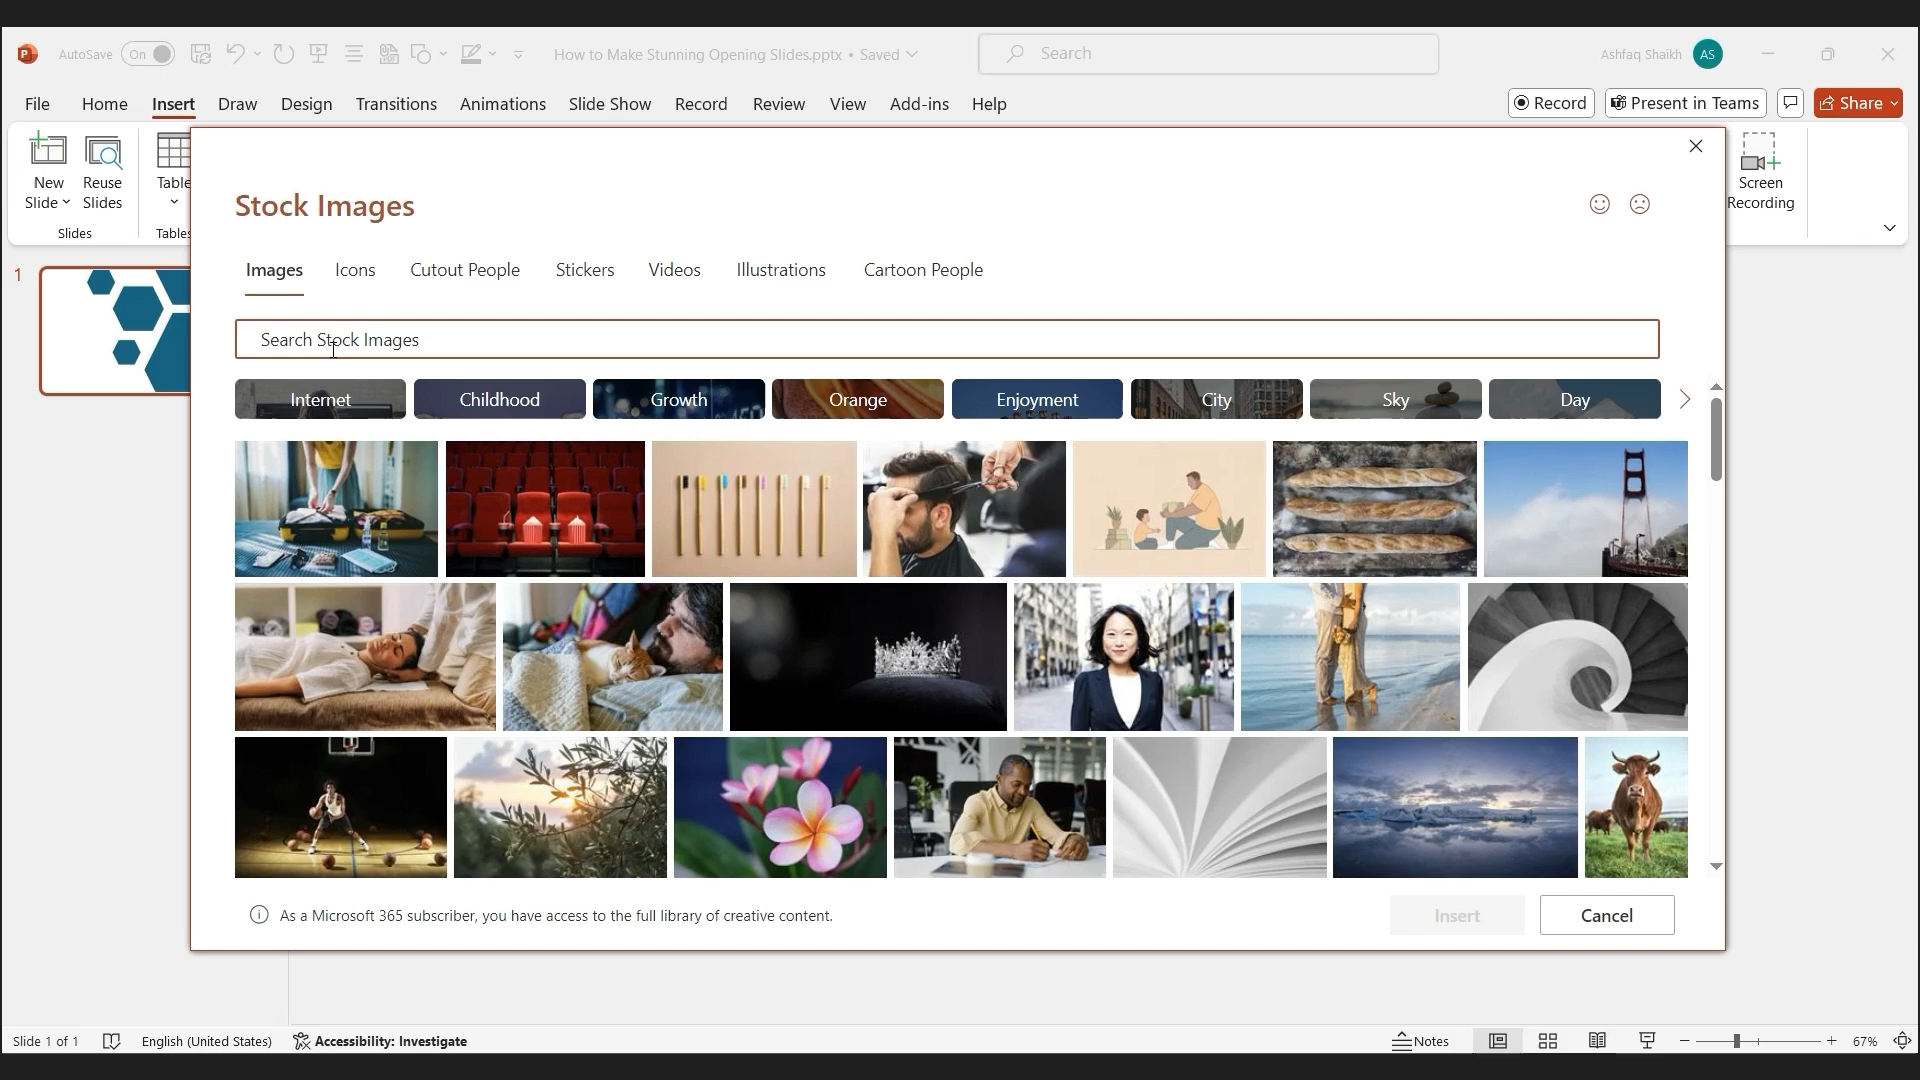 AutoSave On How to Make Stunning Opening Slides.pptx • Saved Search Ashfaq Shaikh AS
File Home Insert Draw Design Transitions Animations Slide Show Record Review View Add-ins Help Record Present in Teams Share
New Slide
Reuse Slides
Table
Screen Recording
Slides
Tables
Stock Images
Images Icons Cutout People Stickers Videos Illustrations Cartoon People
1
Search Stock Images
Internet Childhood Growth Orange Enjoyment City Sky Day
As a Microsoft 365 subscriber, you have access to the full library of creative content.
Insert Cancel
Slide 1 of 1 English (United States) Accessibility: Investigate Notes 67%